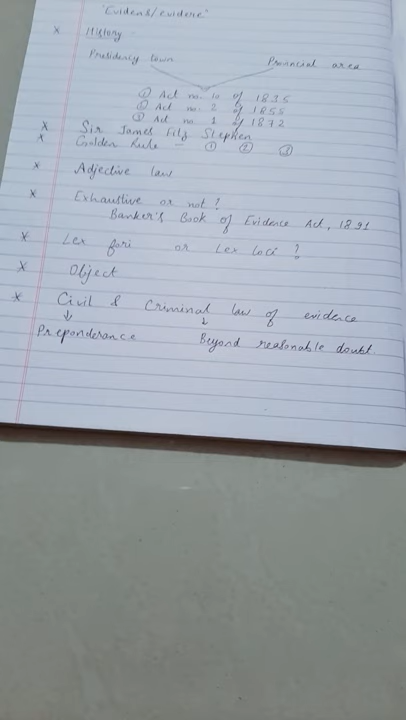 "Evidens/evidere"
* History -
Presidency town Provincial area
① Act no. 10 of 1835
② Act no. 2 of 1855
③ Act no. 1 of 1872
* Sir James Fitz Stephen
* Golden Rule - ① ② ③
* Adjective law
* Exhaustive or not?
Banker's Book of Evidence Act, 1891
* Lex fori or Lex loci?
* Object
* Civil & Criminal law of evidence
↓ ↓
Preponderance Beyond reasonable doubt.